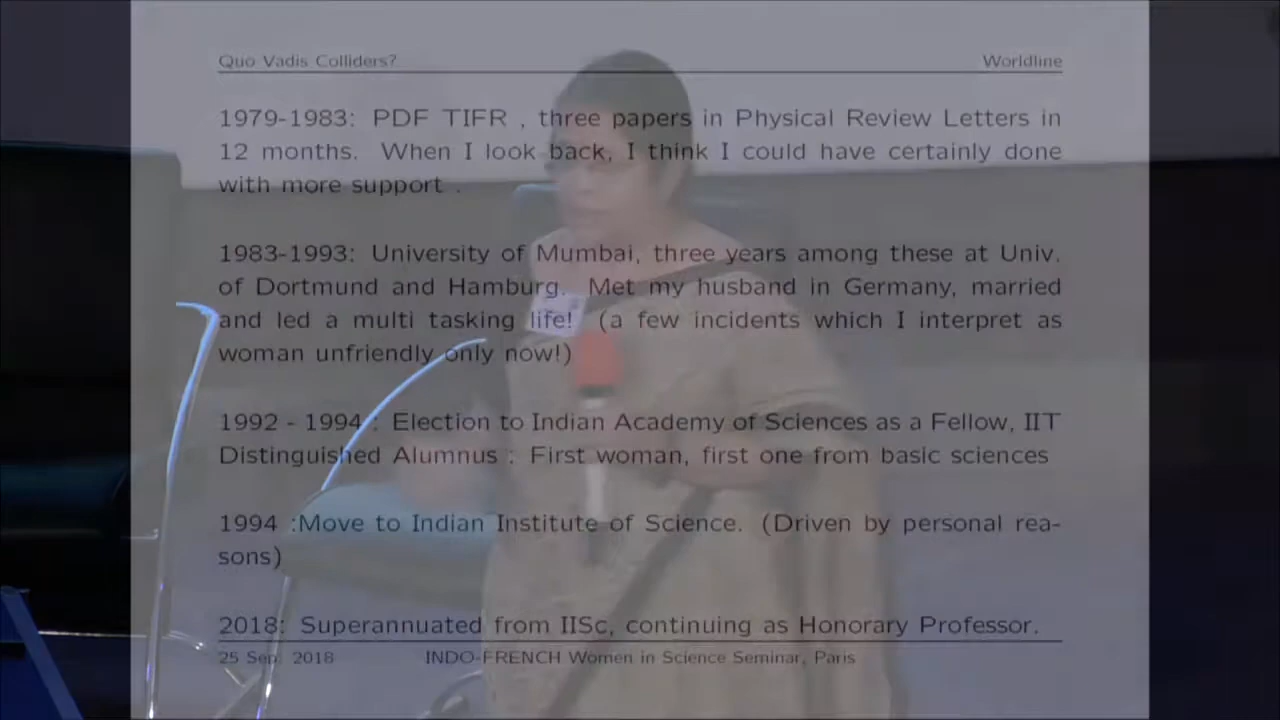 Quo Vadis Colliders? Worldline
1979-1983: PDF TIFR , three papers in Physical Review Letters in
12 months. When I look back, I think I could have certainly done
with more support .
1983-1993: University of Mumbai, three years among these at Univ.
of Dortmund and Hamburg. Met my husband in Germany, married
and led a multi tasking life! (a few incidents which I interpret as
woman unfriendly only now!)
1992 - 1994 : Election to Indian Academy of Sciences as a Fellow, IIT
Distinguished Alumnus : First woman, first one from basic sciences
1994 :Move to Indian Institute of Science. (Driven by personal rea-
sons)
2018: Superannuated from IISc, continuing as Honorary Professor.
25 Sep. 2018 INDO-FRENCH Women in Science Seminar, Paris